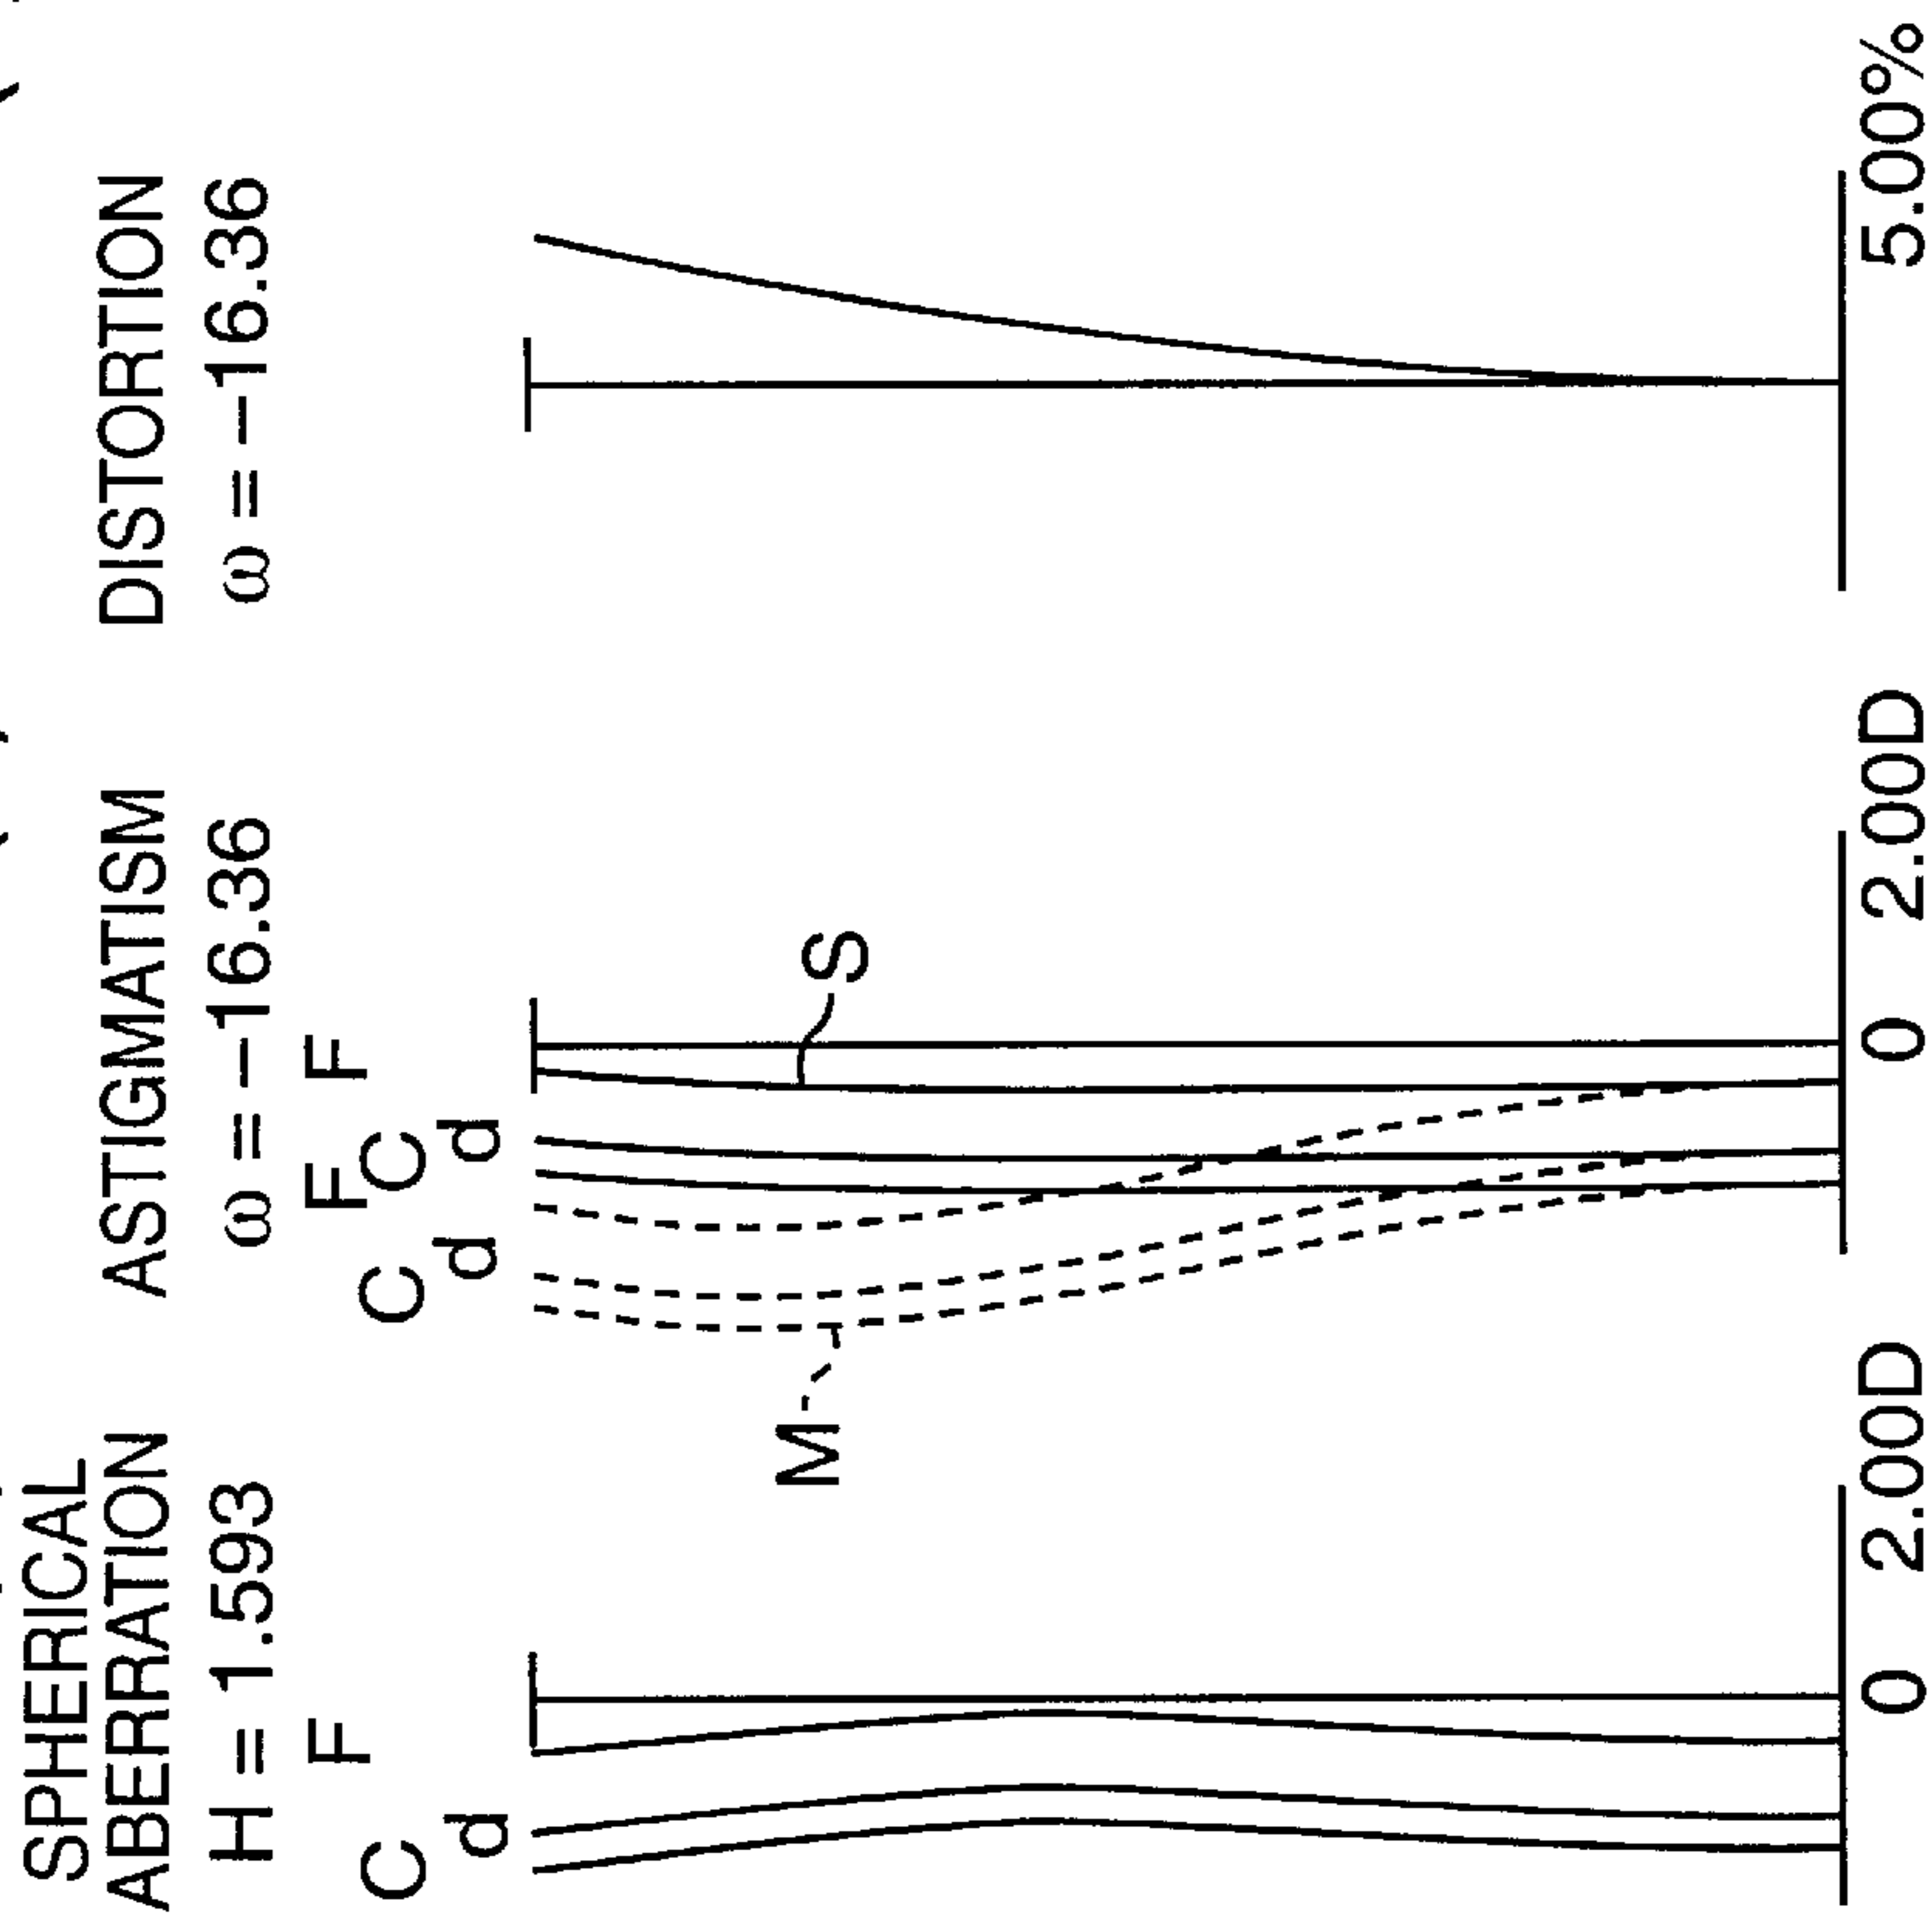 SPHERICAL
ABERRATION
H = 1.593
F
C
d
0
2.00D
ASTIGMATISM
ω = -16.36
F
F
C
C
d
d
M
S
0
2.00D
DISTORTION
ω = -16.36
5.00%